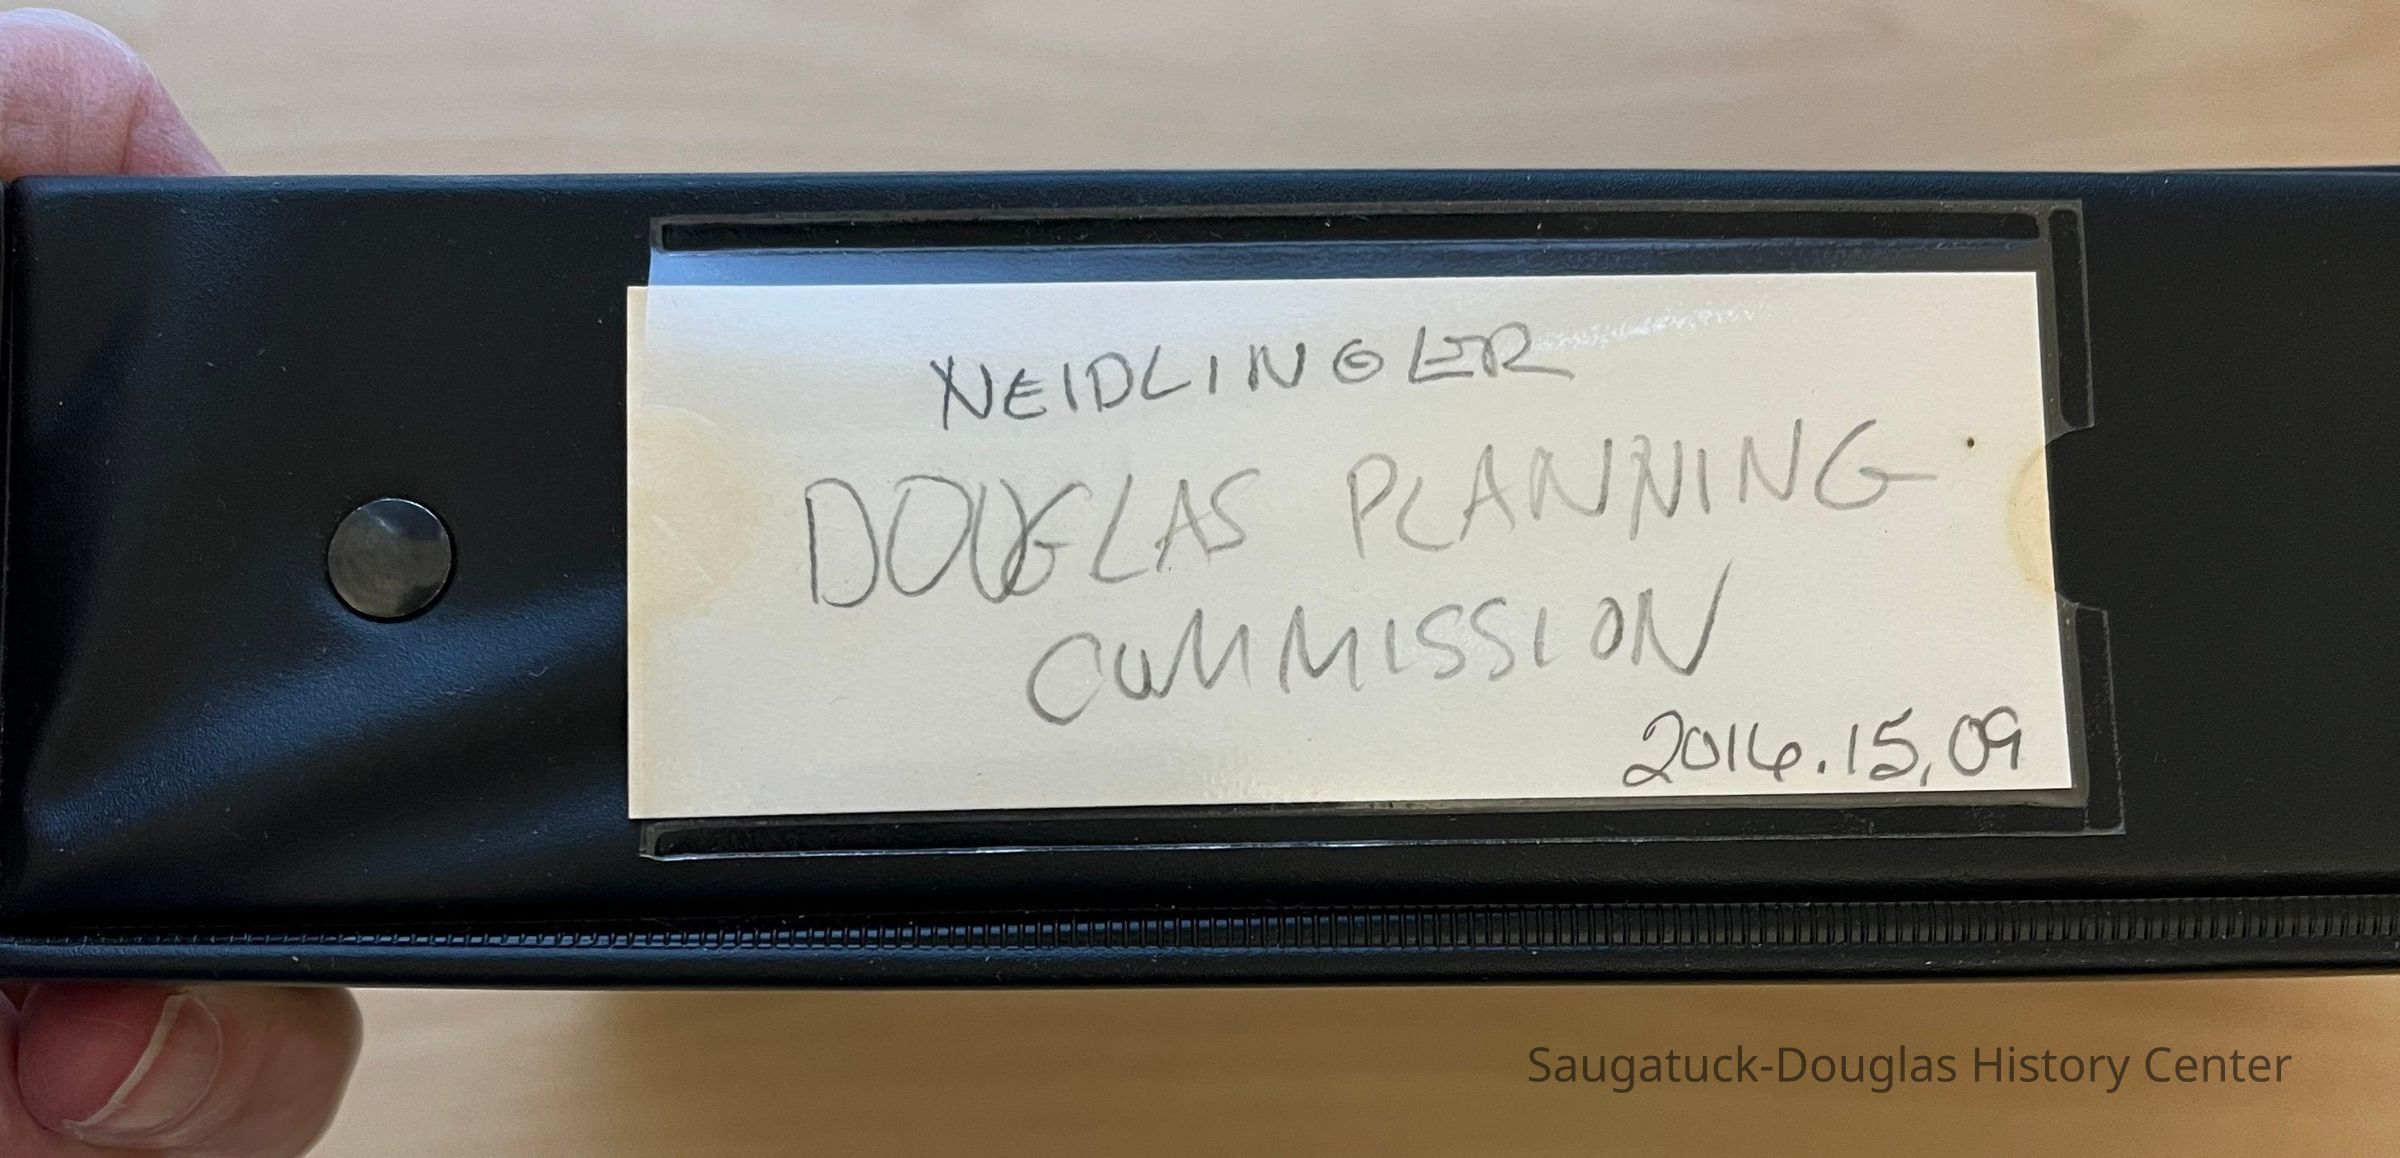 NEIDLINGER
DOUGLAS PLANNING
COMMISSION
2016.15.09
Saugatuck-Douglas History Center